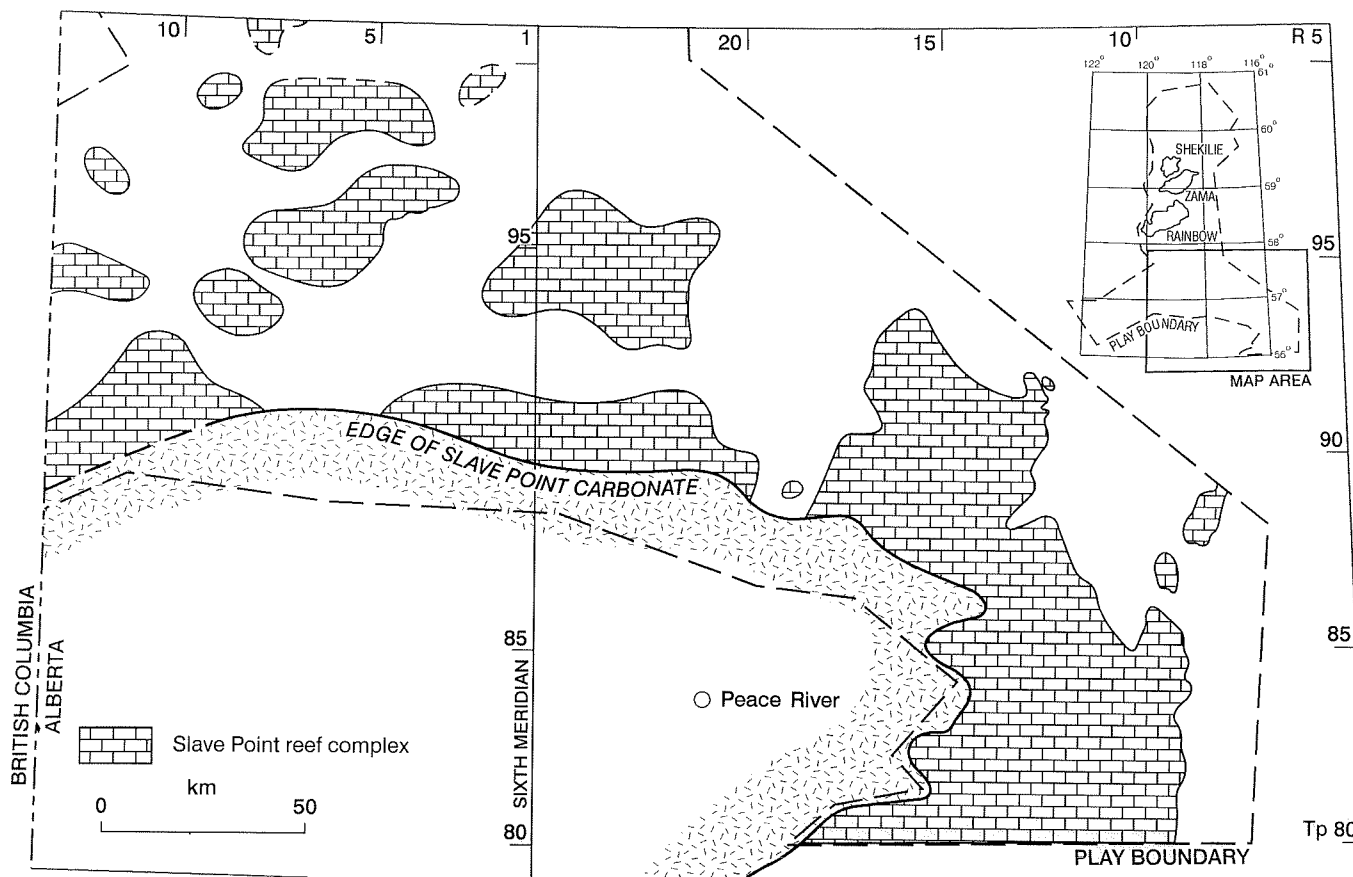 10 5 1 20 15 10 R 5
122° 120° 118° 116°
61°
60°
SHEKILIE
59°
ZAMA
RAINBOW
58°
95 95
57°
PLAY BOUNDARY
56°
MAP AREA
EDGE OF SLAVE POINT CARBONATE
90
85 85
BRITISH COLUMBIA
ALBERTA
SIXTH MERIDIAN
Peace River
Slave Point reef complex
km
0 50
80 Tp 80
PLAY BOUNDARY